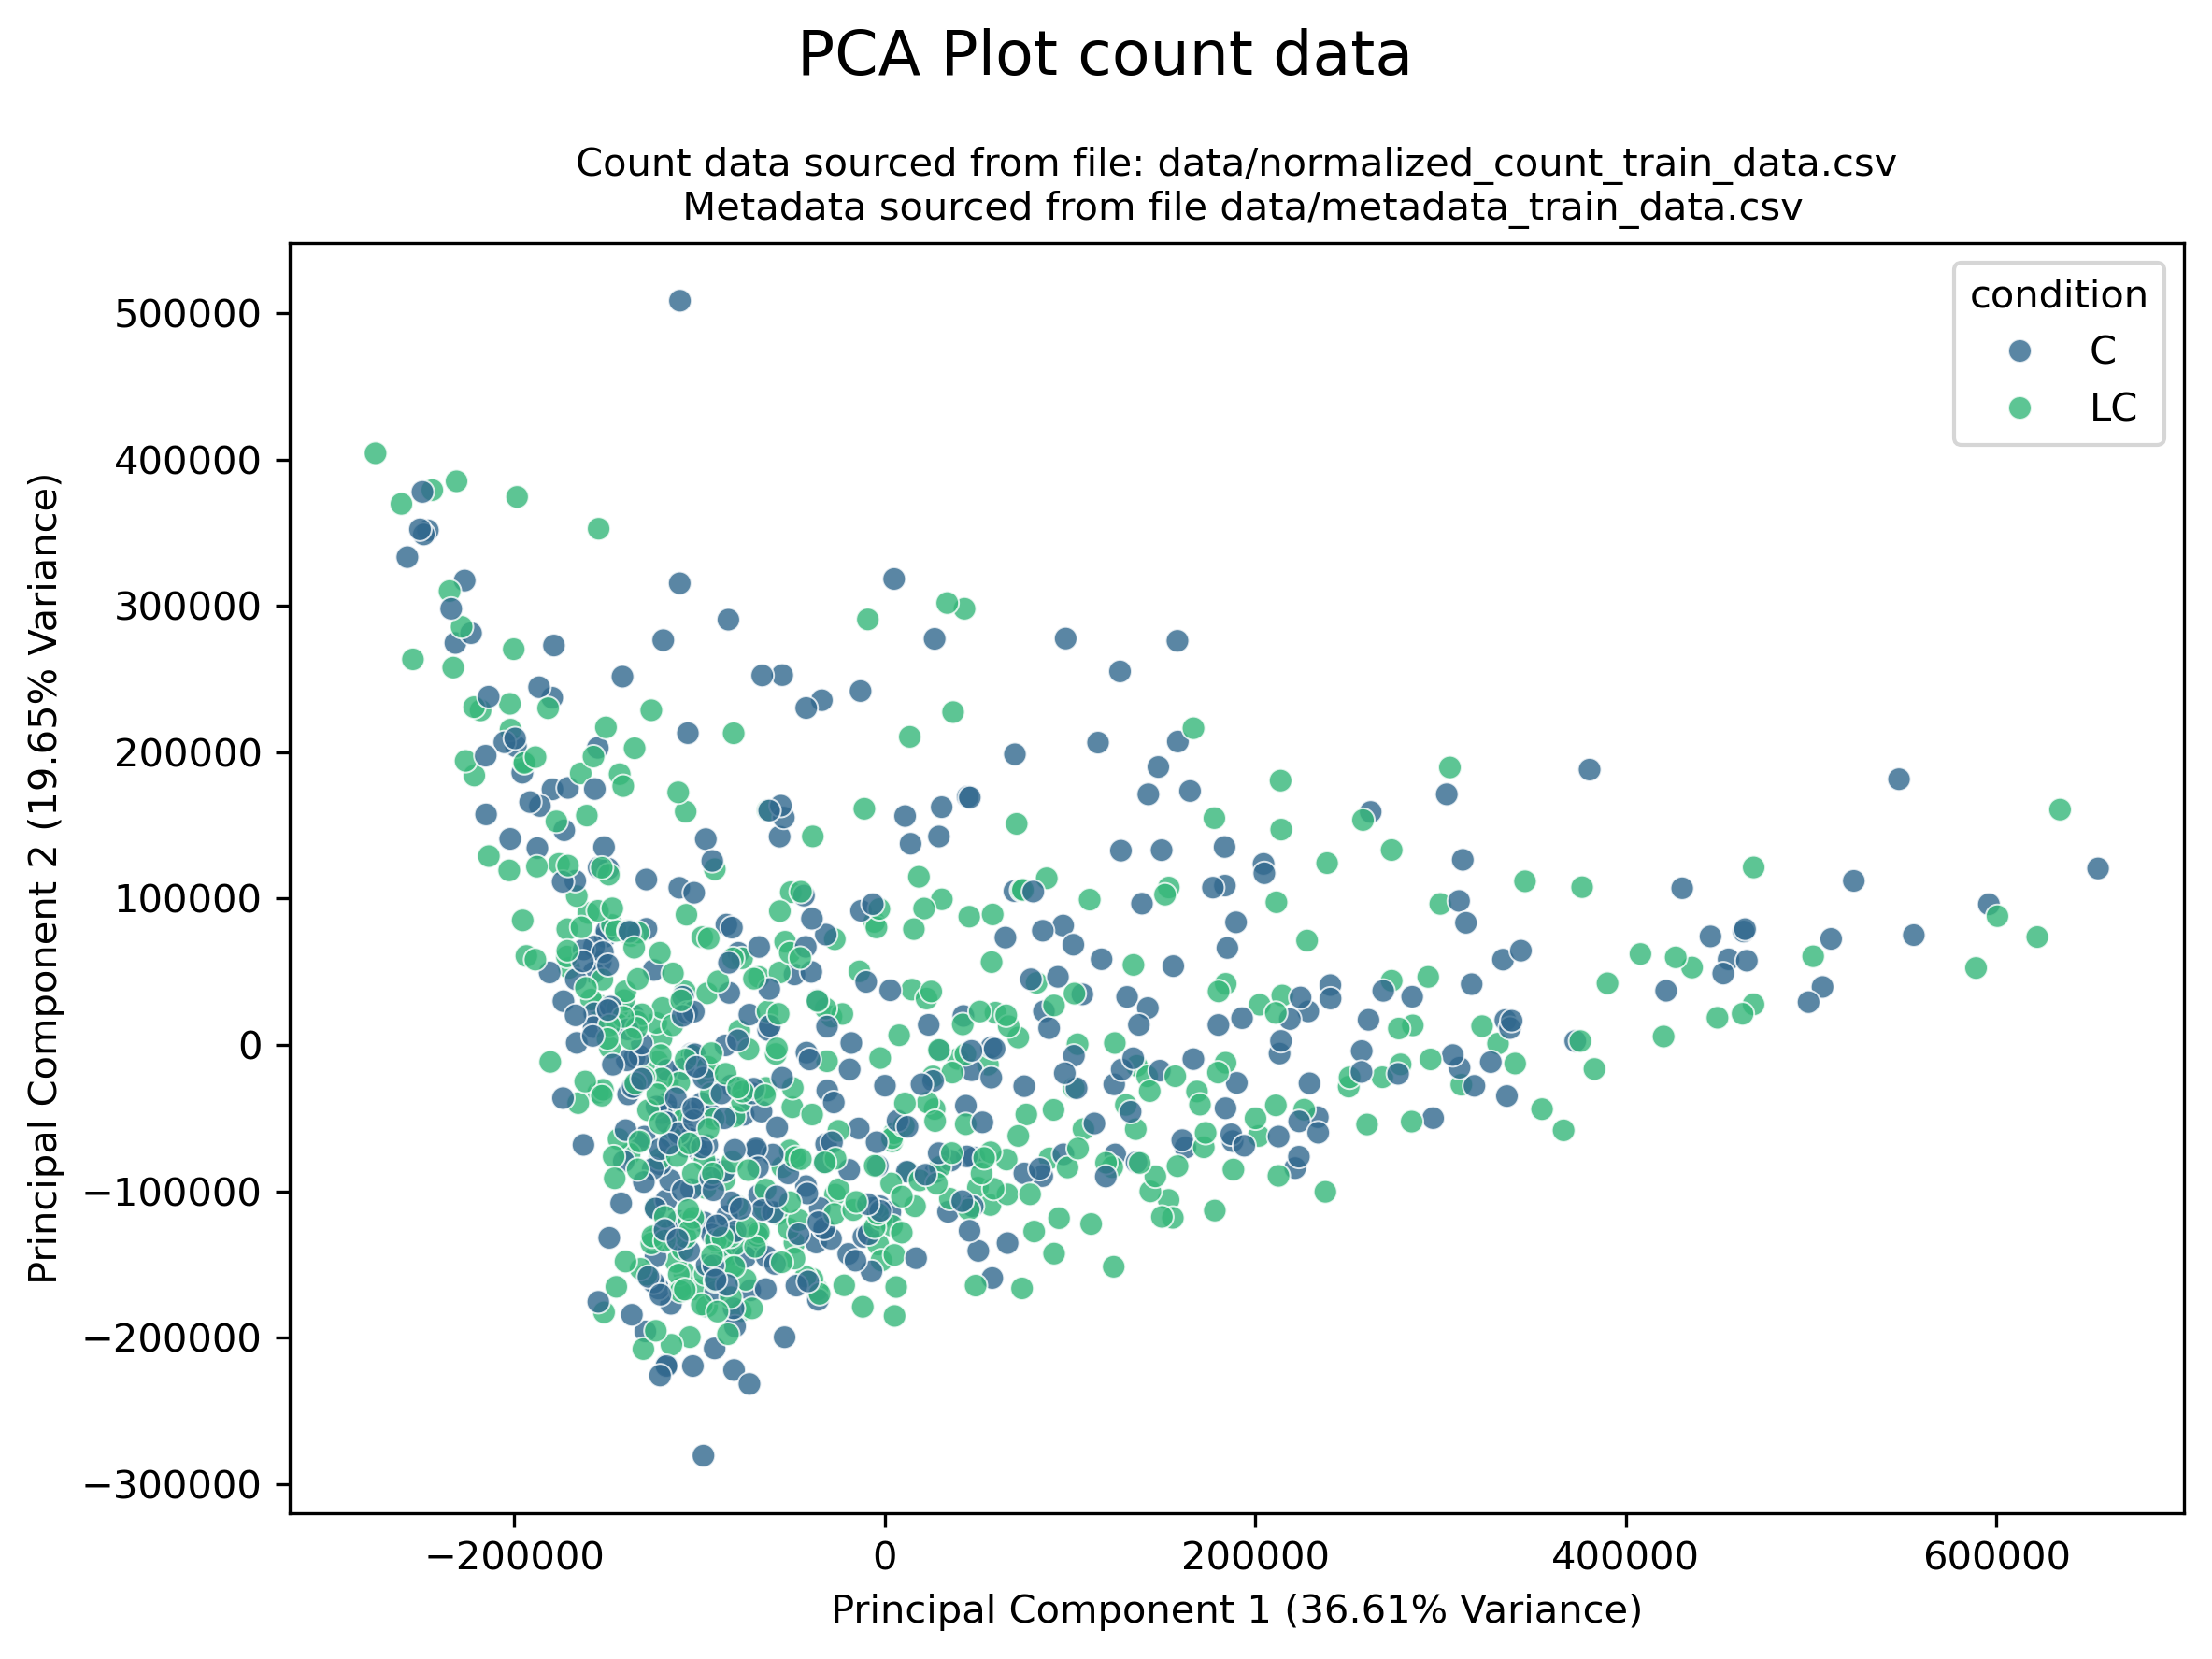 PCA Plot count data
Count data sourced from file: data/normalized_count_train_data.csv
Metadata sourced from file data/metadata_train_data.csv
condition
C
LC
Principal Component 2 (19.65% Variance)
500000
400000
300000
200000
100000
0
−100000
−200000
−300000
−200000
0
200000
400000
600000
Principal Component 1 (36.61% Variance)